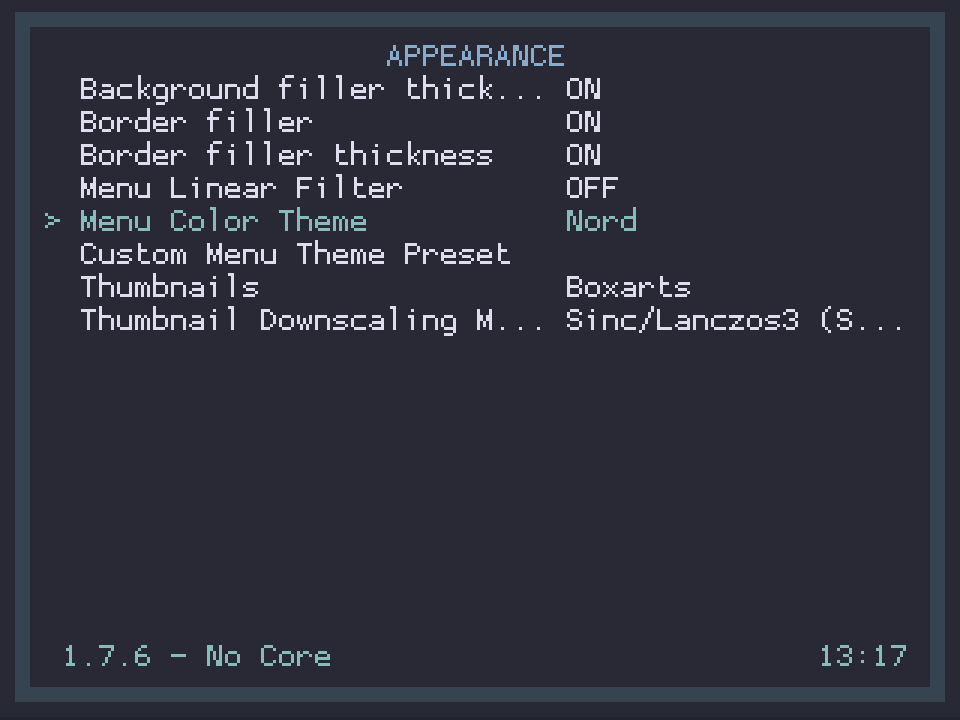 APPEARANCE
Background filler thick... ON
Border filler ON
Border filler thickness ON
Menu Linear Filter OFF
> Menu Color Theme Nord
Custom Menu Theme Preset
Thumbnails Boxarts
Thumbnail Downscaling M... Sinc/Lanczos3 (S...
1.7.6 - No Core 13:17